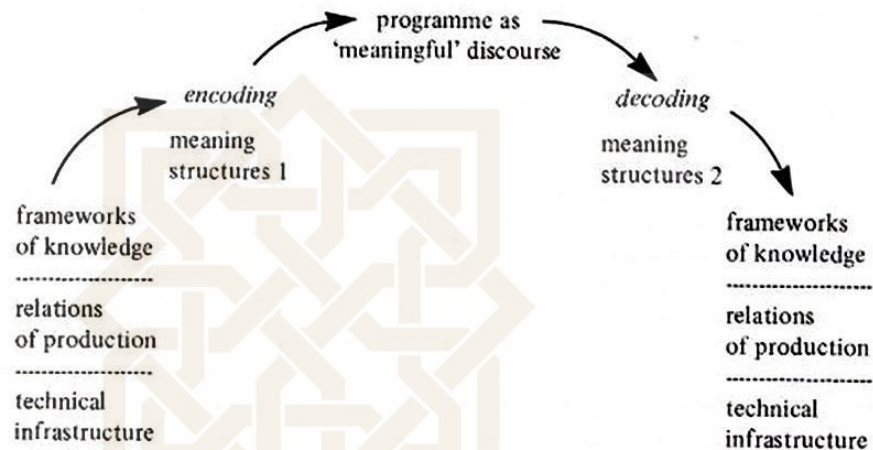 programme as
'meaningful' discourse
encoding
meaning
structures 1
decoding
meaning
structures 2
frameworks
of knowledge
relations
of production
technical
infrastructure
frameworks
of knowledge
relations
of production
technical
infrastructure